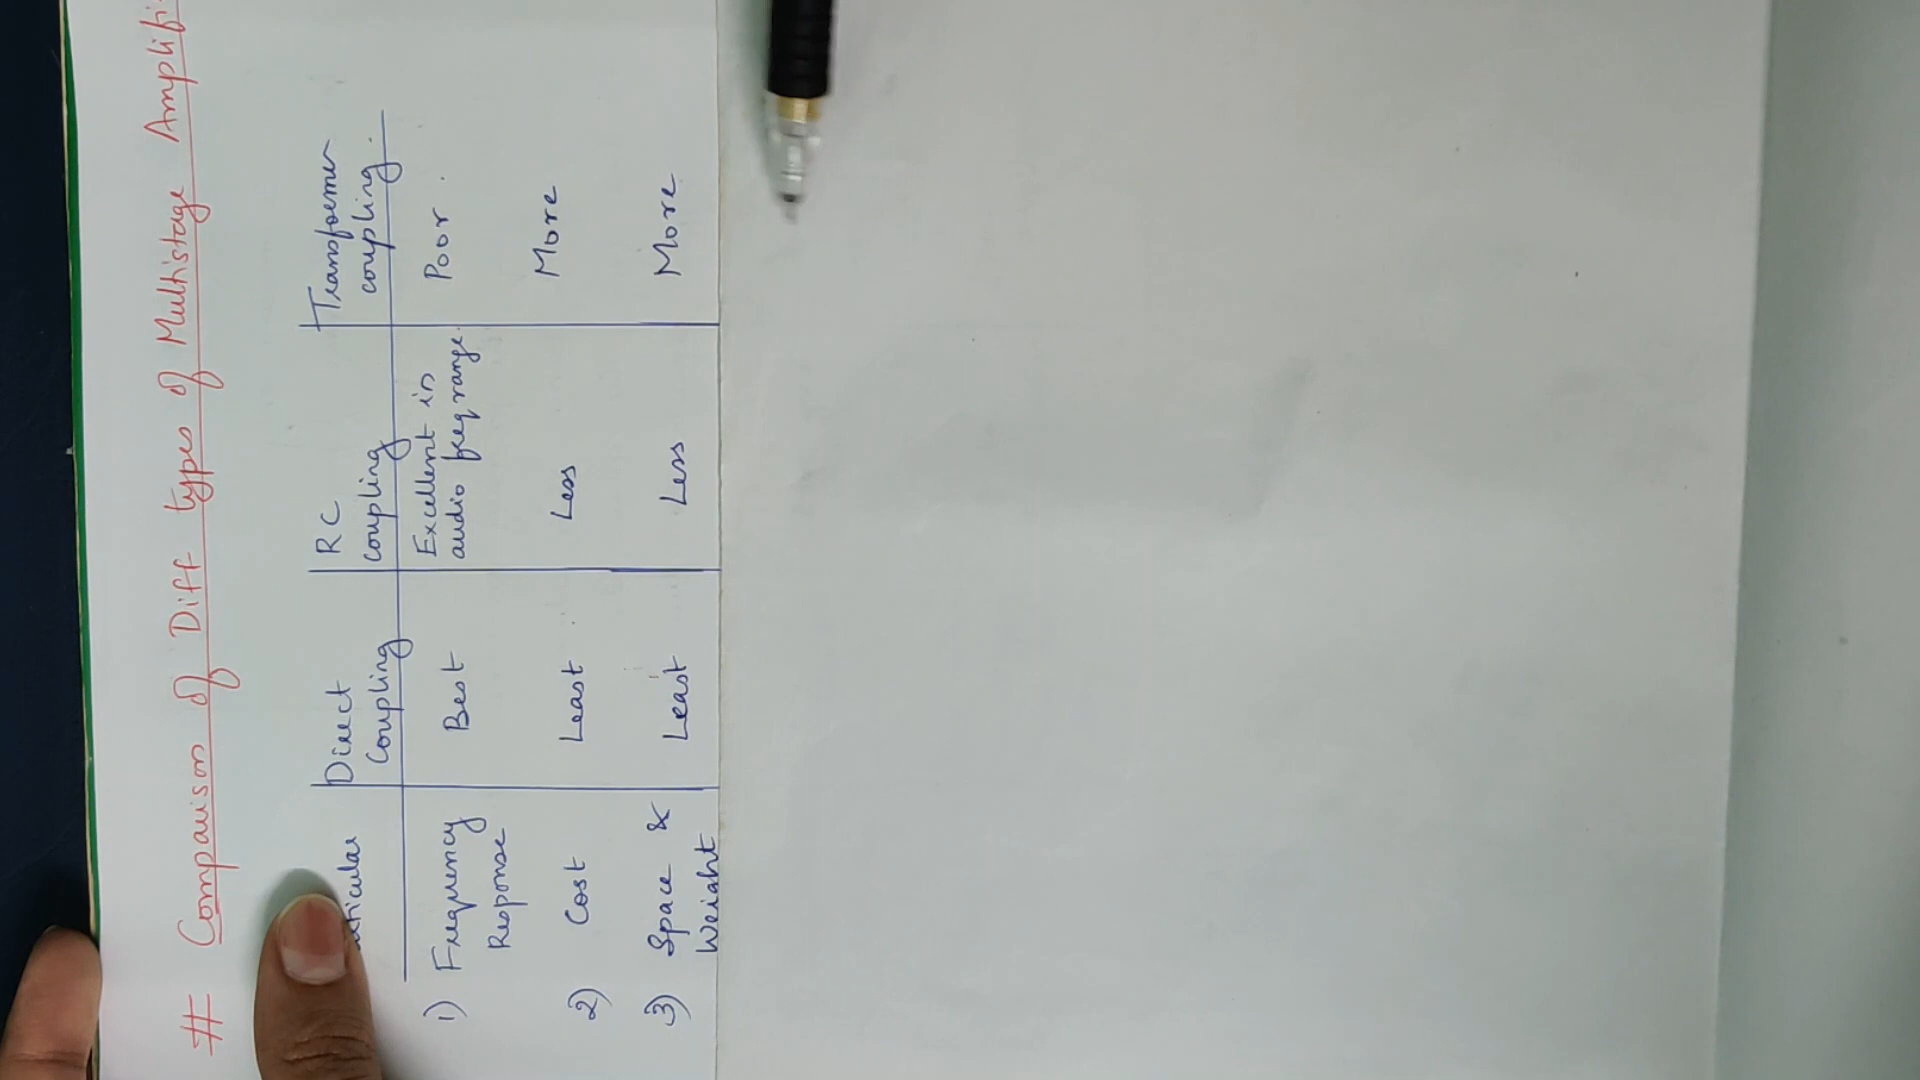 # Comparison of Diff types of Multistage
Direct Coupling RC coupling Transformer coupling.
1) Frequency Response Best Excellent in audio freq range. Poor.
2) Cost Least Less More
3) Space & Weight Least Less More